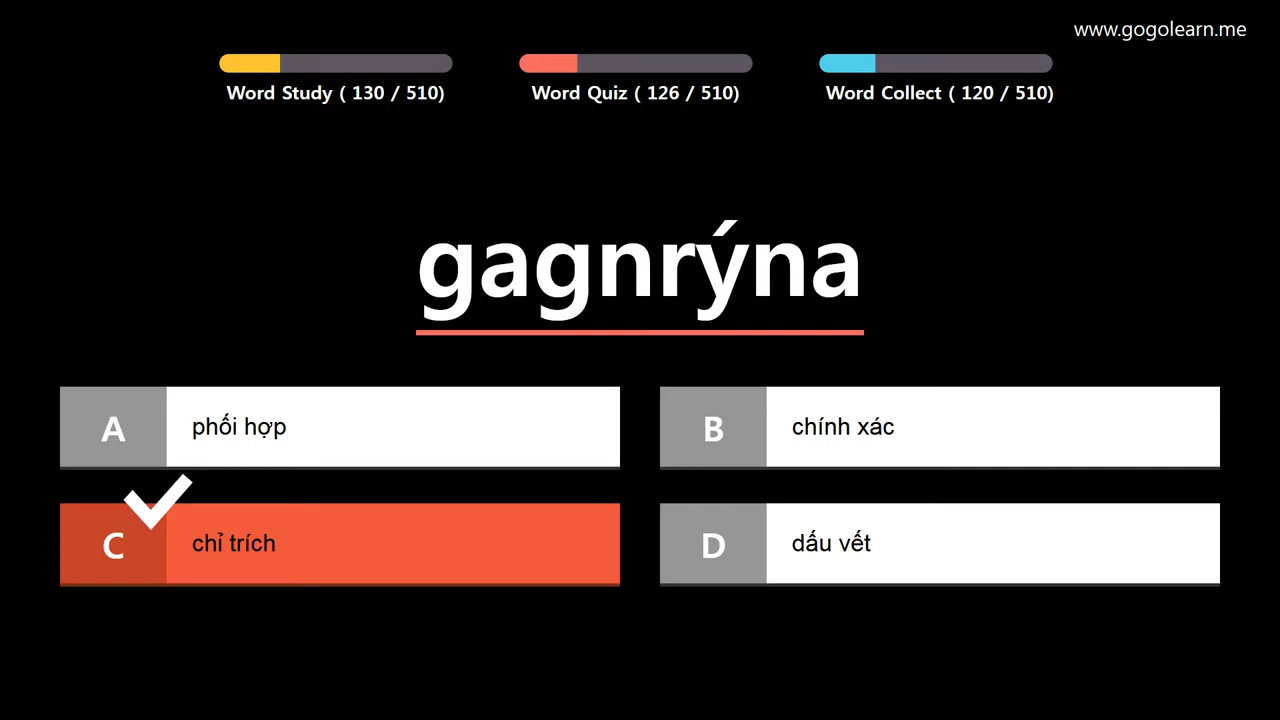 www.gogolearn.me
Word Study ( 130 / 510)
Word Quiz ( 126 / 510)
Word Collect ( 120 / 510)
gagnrýna
A phối hợp
B chính xác
C chỉ trích
D dấu vết